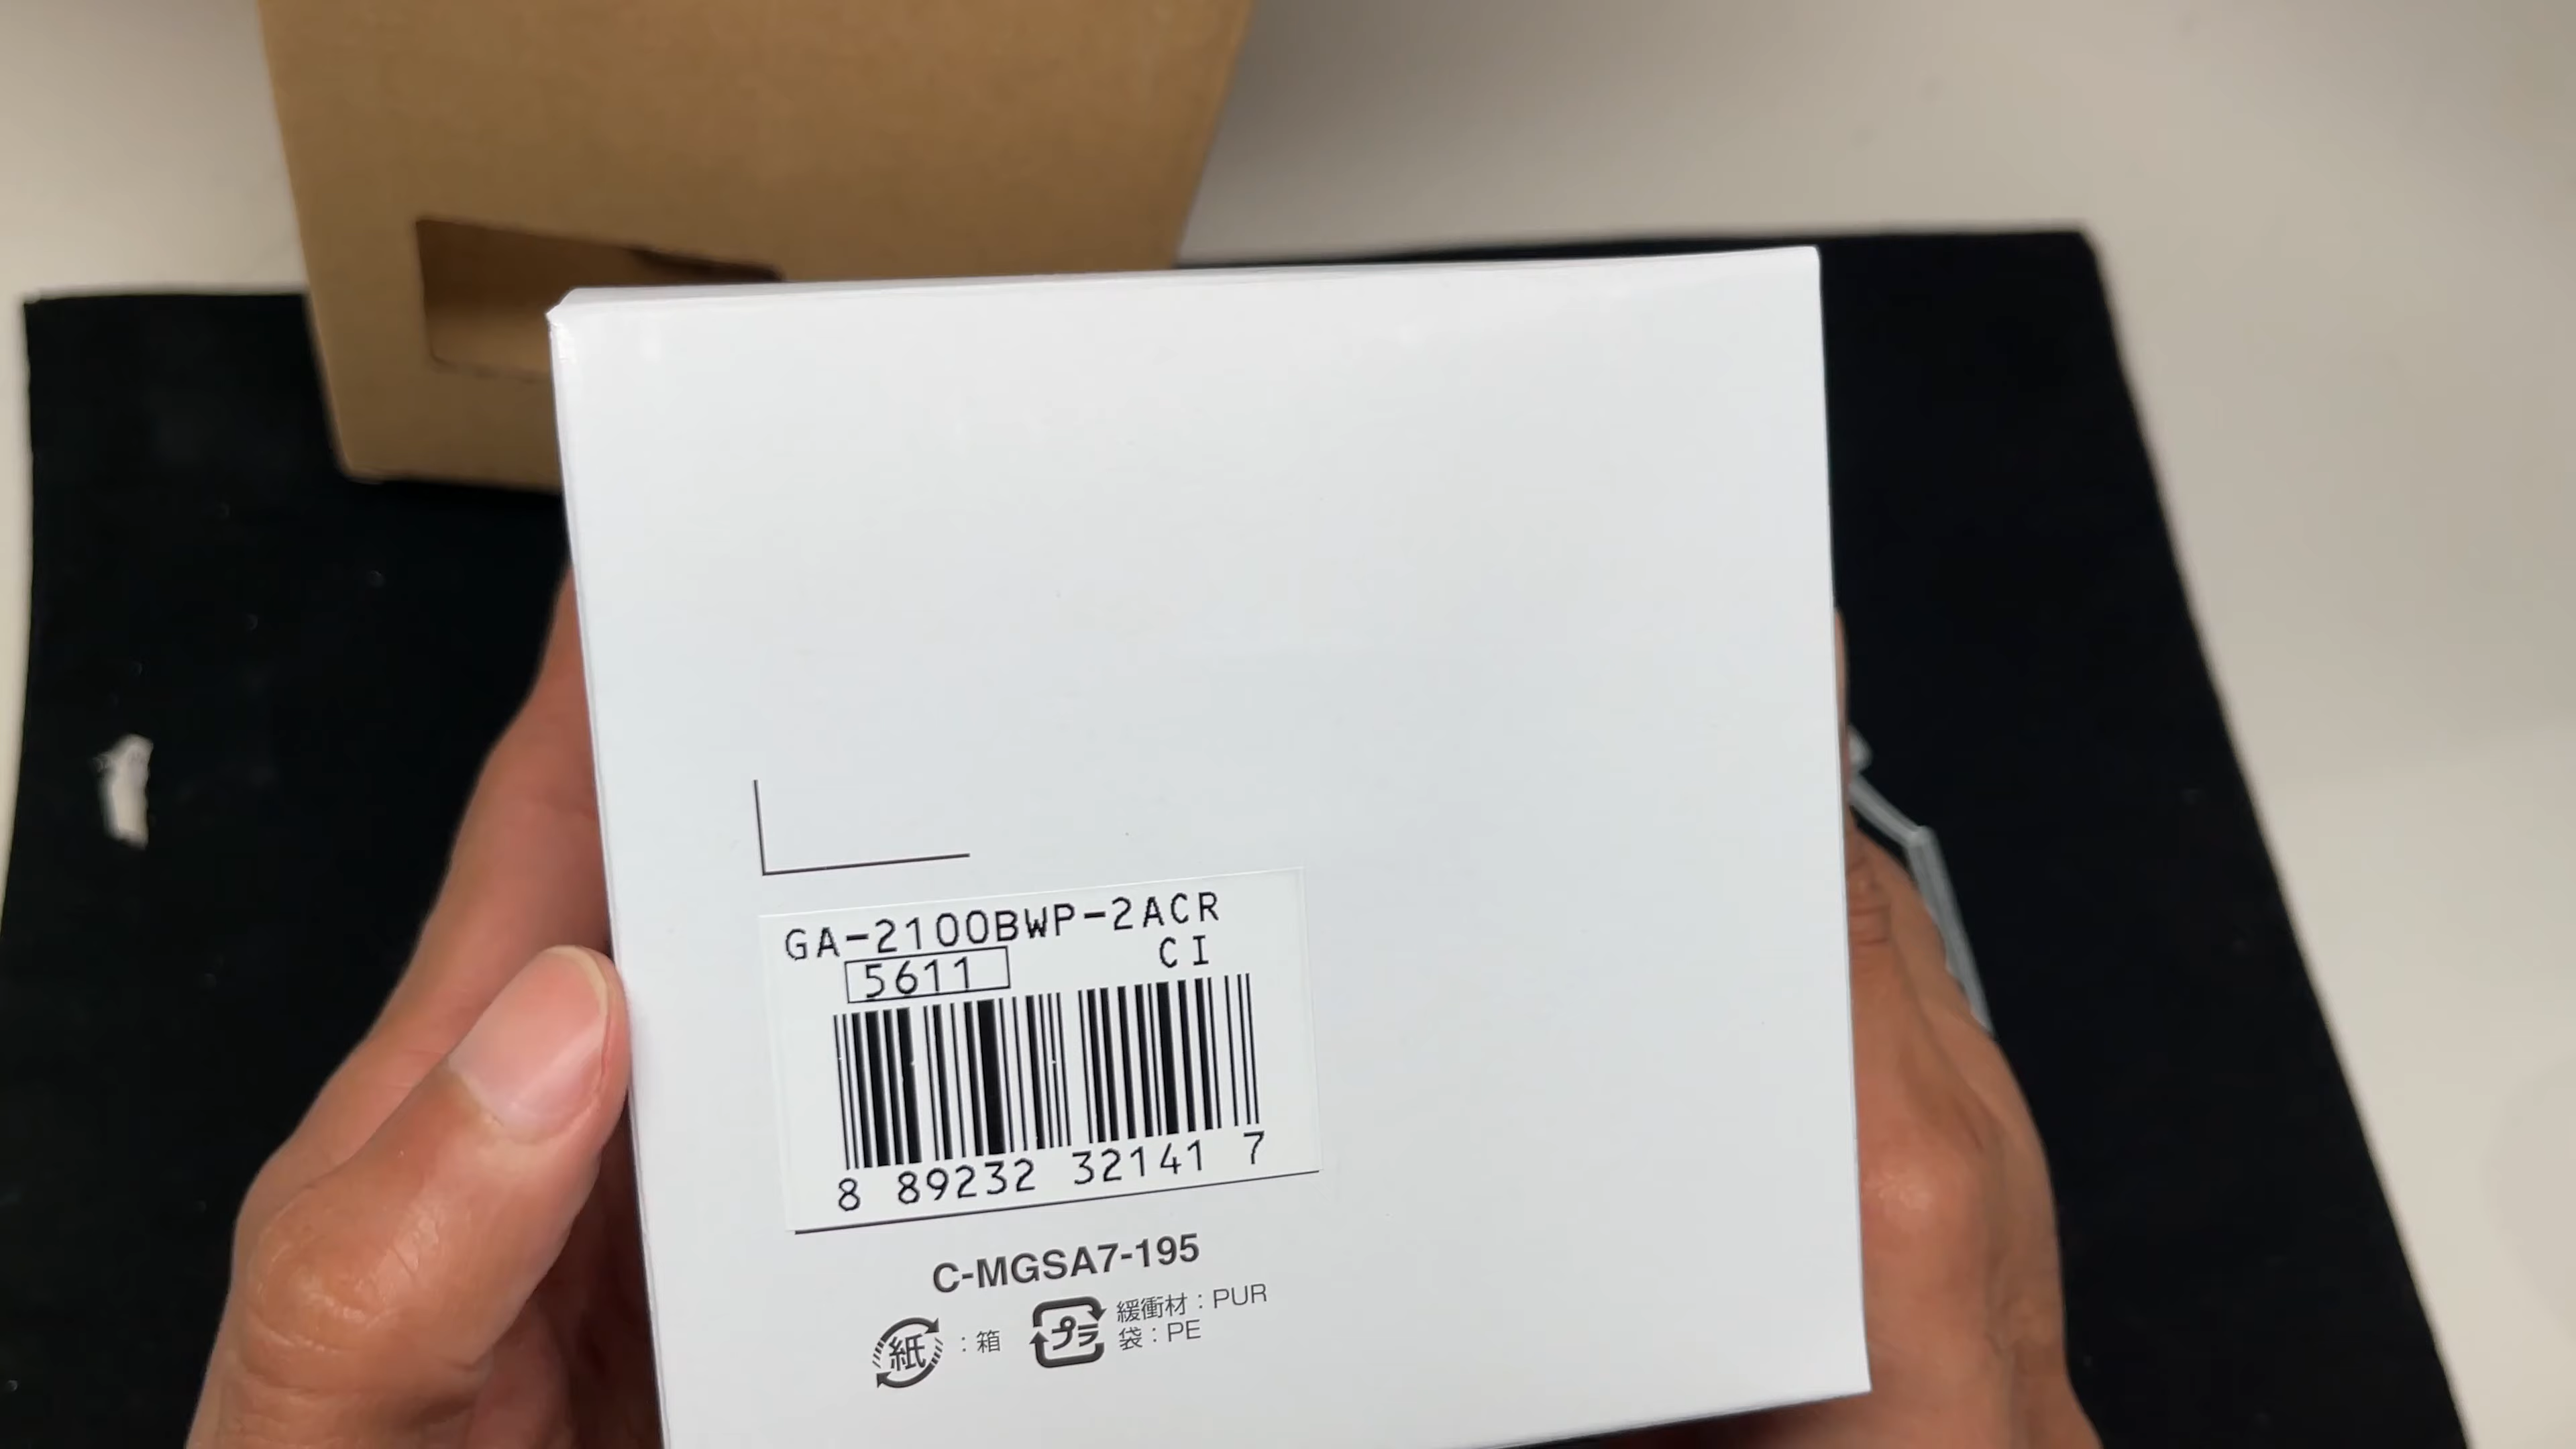 GA-2100BWP-2ACR
5611 CI
8 89232 32141 7
C-MGSA7-195
紙 : 箱
プラ 緩衝材 : PUR
袋 : PE